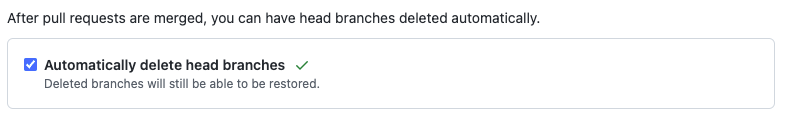 After pull requests are merged, you can have head branches deleted automatically.
Automatically delete head branches
Deleted branches will still be able to be restored.